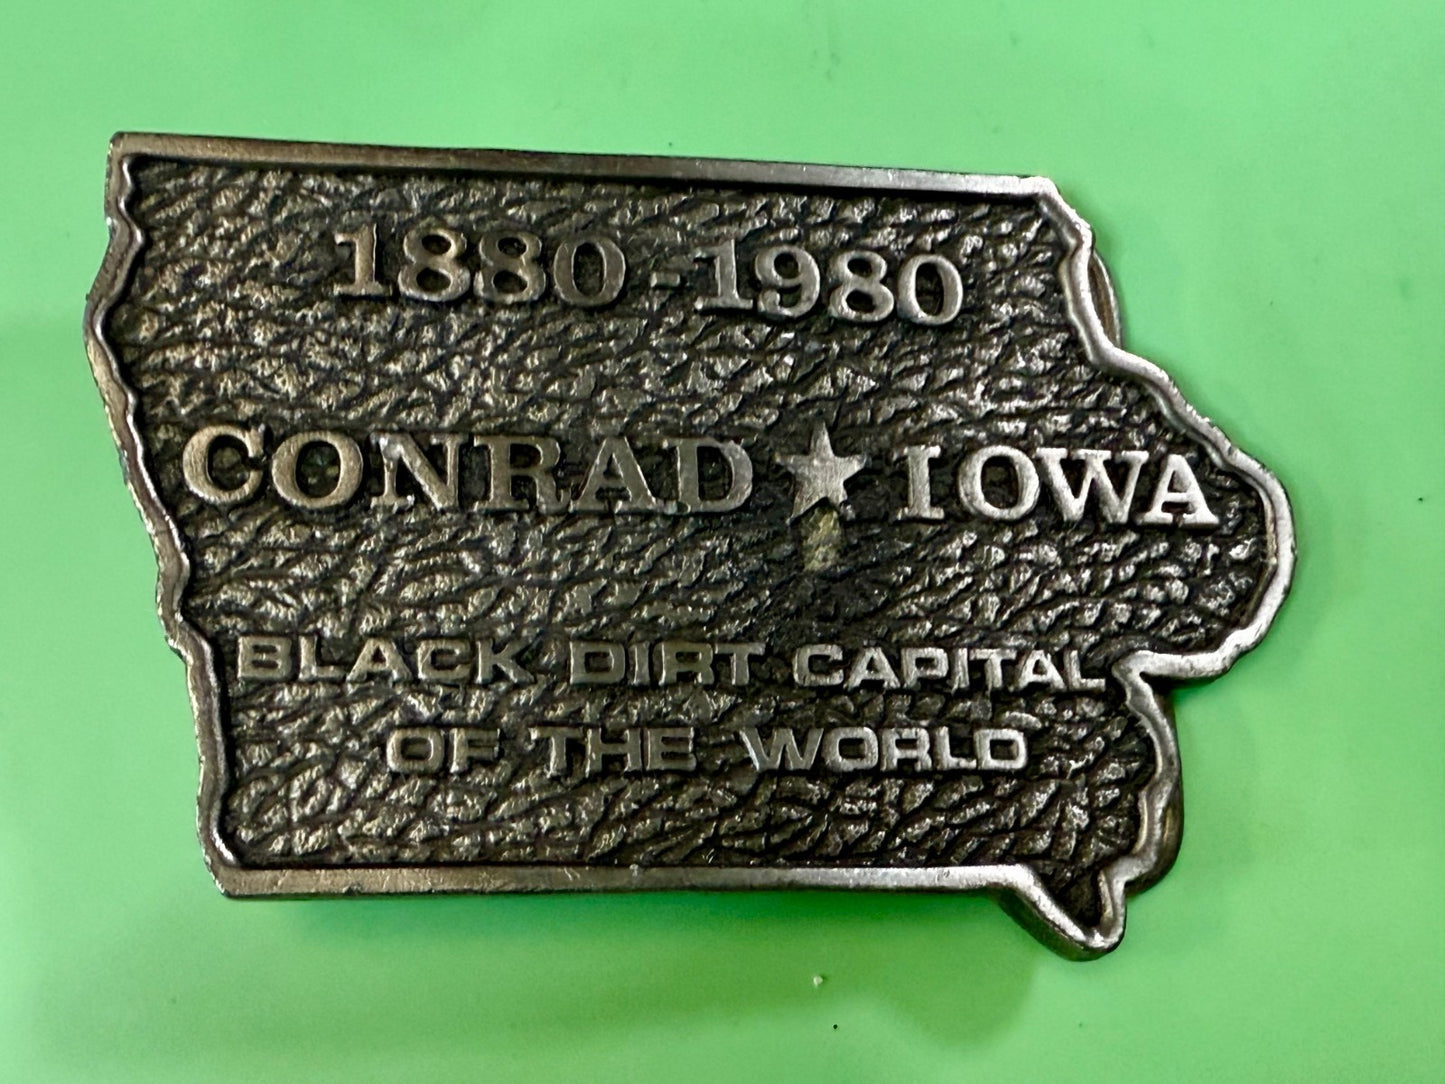 1880-1980
CONRAD ★ IOWA
BLACK DIRT CAPITAL
OF THE WORLD